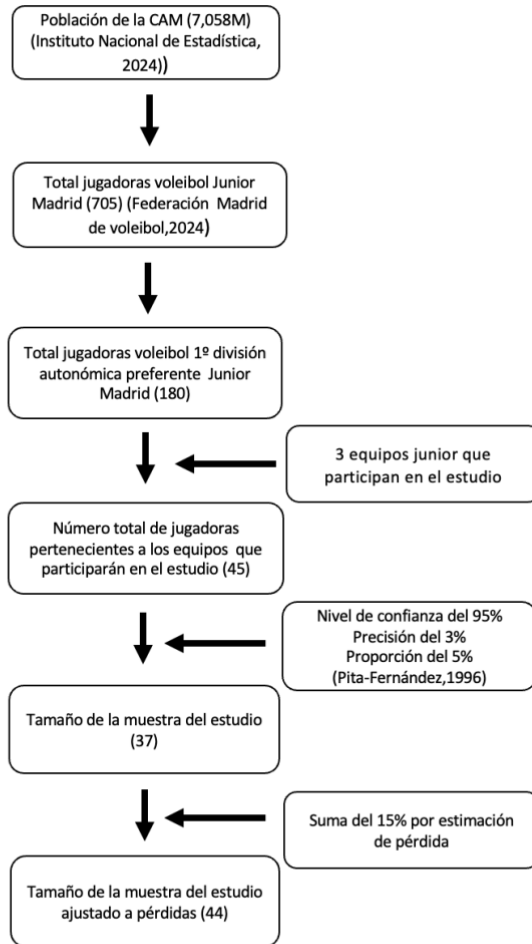 Población de la CAM (7,058M)
(Instituto Nacional de Estadística,
2024))
Total jugadoras voleibol Junior
Madrid (705) (Federación Madrid
de voleibol,2024)
Total jugadoras voleibol 1º división
autonómica preferente Junior
Madrid (180)
3 equipos junior que
participan en el estudio
Número total de jugadoras
pertenecientes a los equipos que
participarán en el estudio (45)
Nivel de confianza del 95%
Precisión del 3%
Proporción del 5%
(Pita-Fernández,1996)
Tamaño de la muestra del estudio
(37)
Suma del 15% por estimación
de pérdida
Tamaño de la muestra del estudio
ajustado a pérdidas (44)